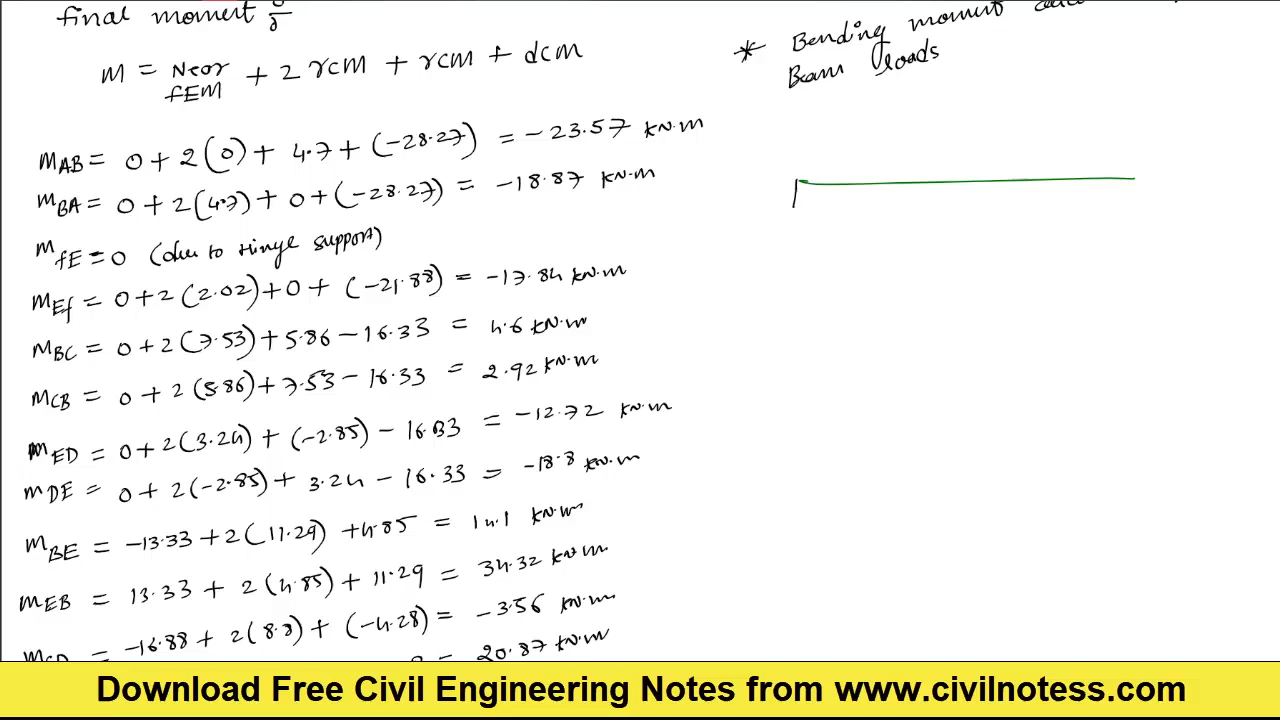 final moment
M = Near FEM + 2 rcm + rcm + dcm
MAB = 0 + 2(0) + 4.7 + (-28.27) = -23.57 kN.m
MBA = 0 + 2(4.7) + 0 + (-28.27) = -18.87 kN.m
MFE = 0 (due to Hinge support)
MEf = 0 + 2(2.02) + 0 + (-21.88) = -17.84 kN.m
MBC = 0 + 2(7.53) + 5.86 - 16.33 = 4.6 kN.m
MCB = 0 + 2(5.86) + 7.53 - 16.33 = 2.92 kN.m
MED = 0 + 2(3.24) + (-2.85) - 16.33 = -12.72 kN.m
MDE = 0 + 2(-2.85) + 3.24 - 16.33 = -18.8 kN.m
MBE = -13.33 + 2(11.29) + 4.85 = 14.1 kN.m
MEB = 13.33 + 2(4.85) + 11.29 = 34.32 kN.m
= -16.88 + 2(8.8) + (-4.28) = -3.56 kN.m
= 20.87 kN.m
* Bending moment
Beam loads
Download Free Civil Engineering Notes from www.civilnotess.com